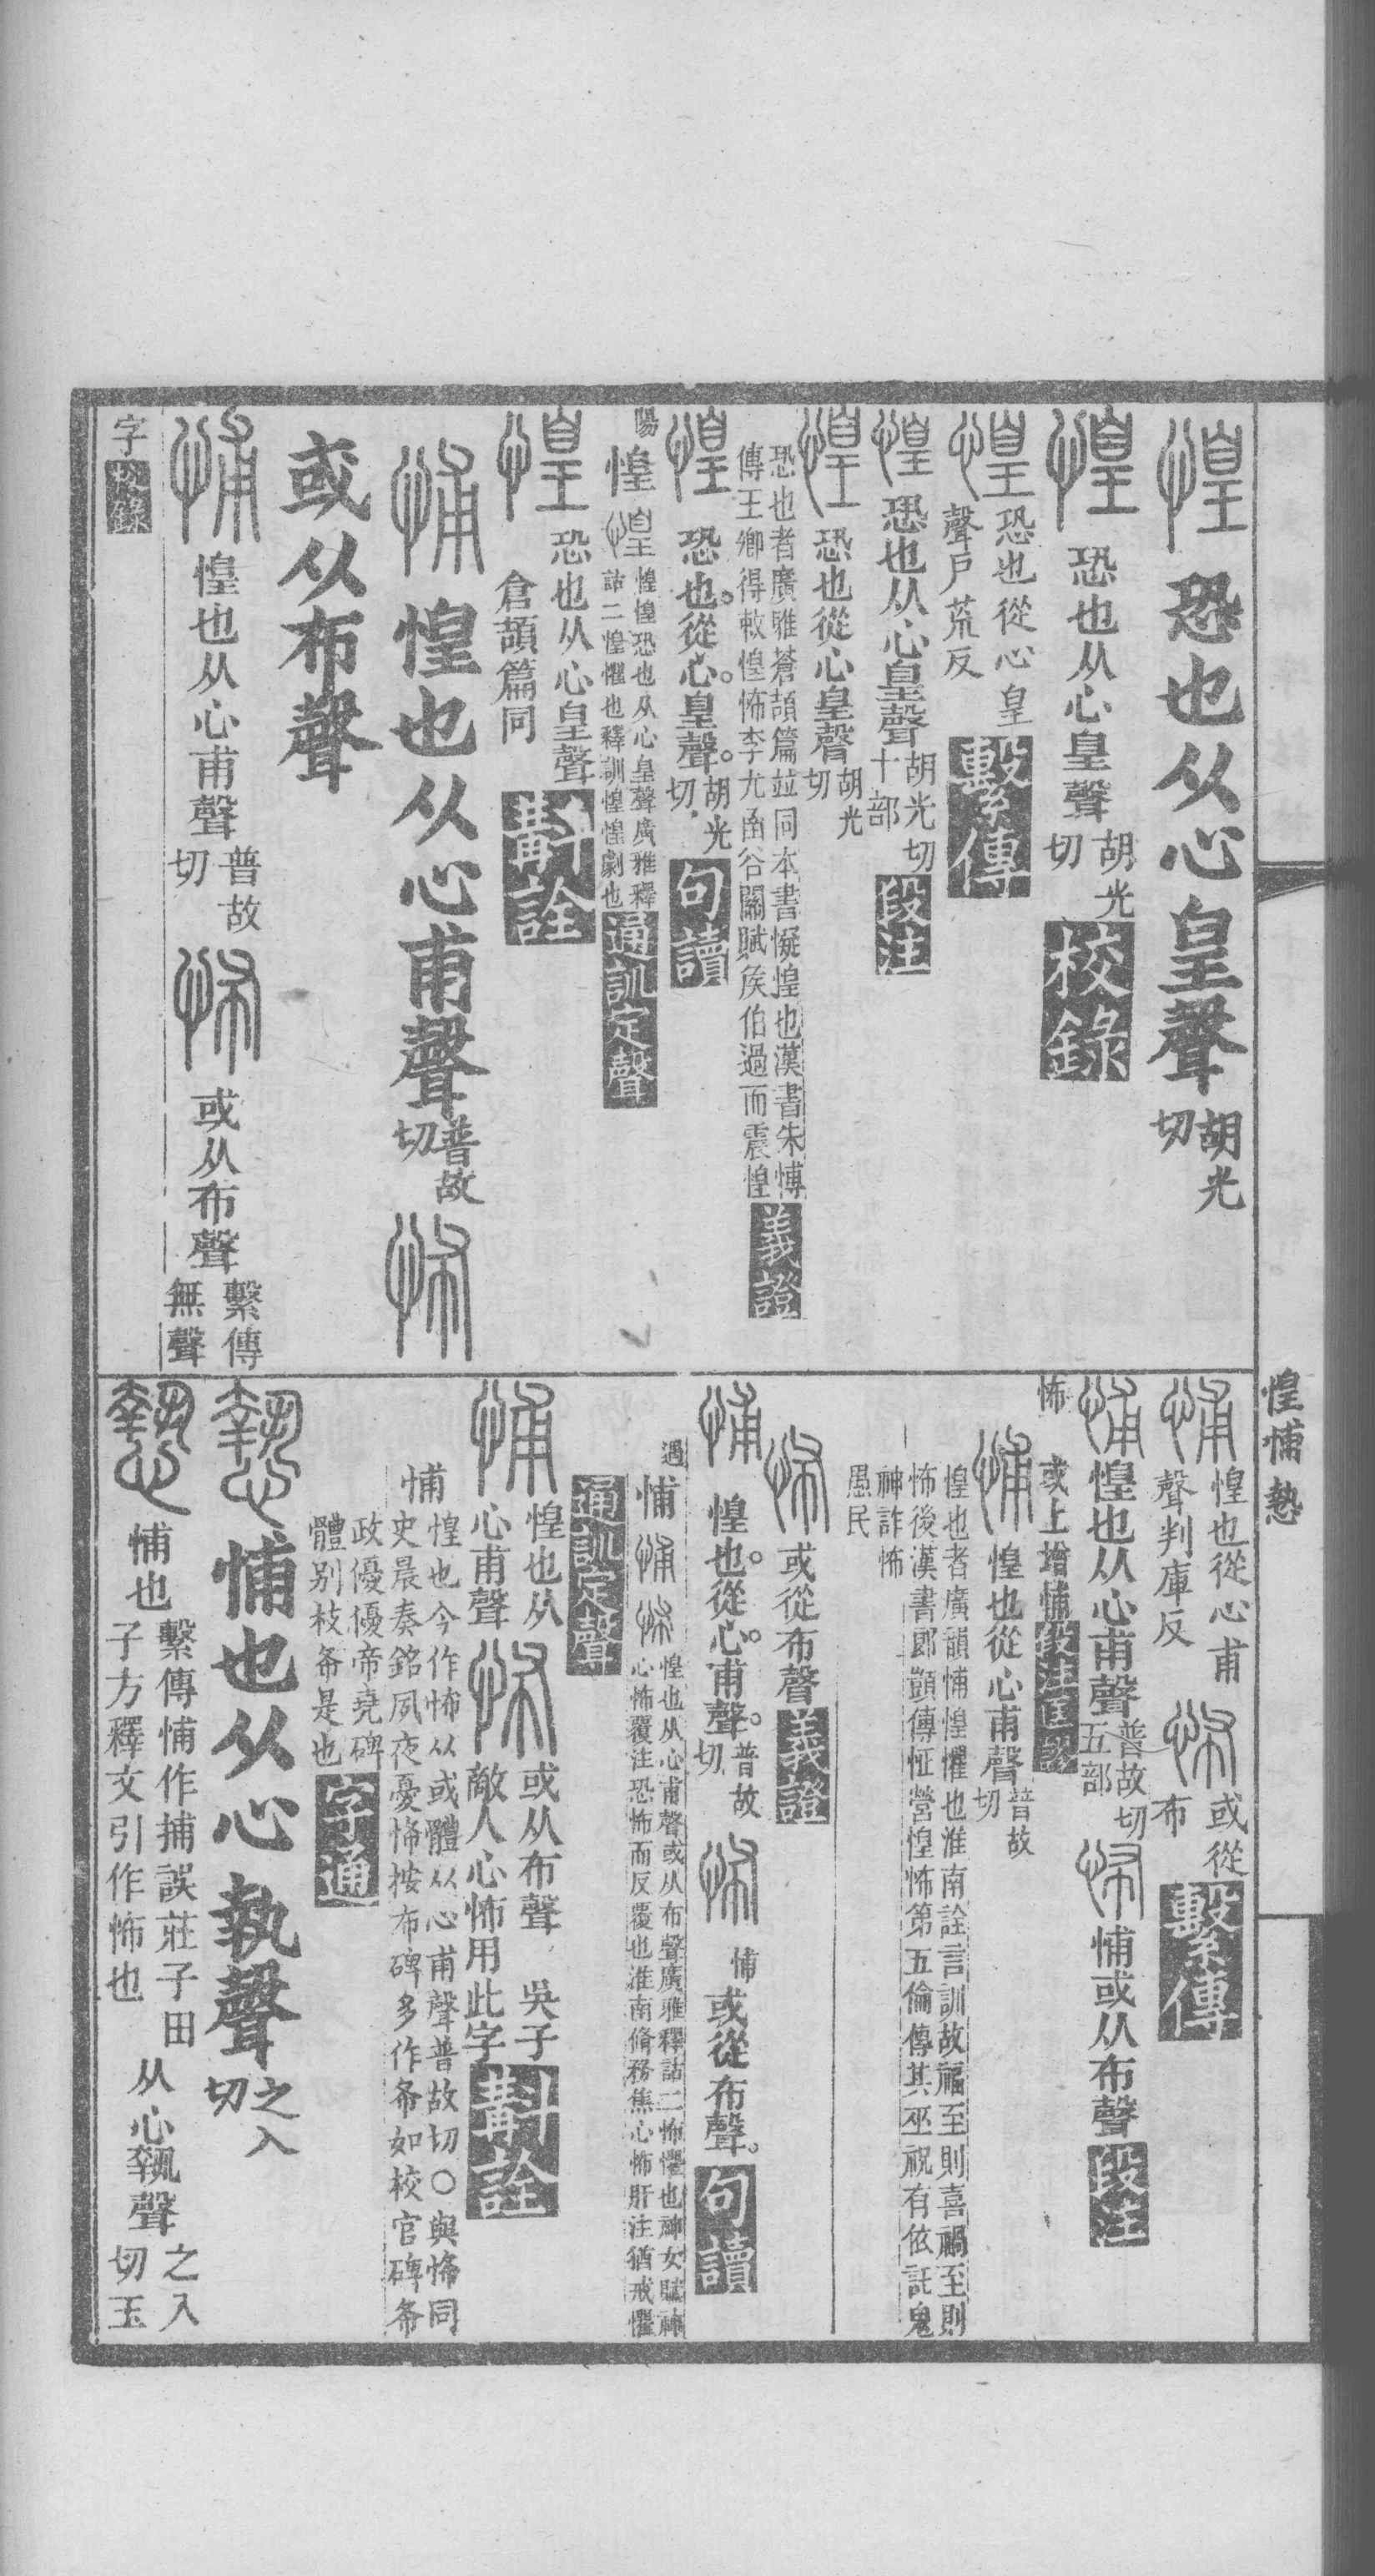 惶悑慹
惶 恐也从心皇聲胡光切
惶 恐也从心皇聲胡光切 校錄
惶 恐也從心皇聲戸荒反 繫傳
惶 恐也从心皇聲胡光切十部 段注
惶 恐也從心皇聲胡光切
恐也者廣雅蒼頡篇竝同本書懝惶也漢書朱博
傳王卿得敕惶怖李尤函谷關賦矦伯過而震惶 義證
惶 恐也。從心。皇聲。胡光切 句讀
陽
惶 惶 惶惶恐也从心皇聲廣雅釋
詁二惶懼也釋訓惶惶劇也 通訓定聲
惶 恐也从心皇聲
倉頡篇同 斠詮
悑 惶也从心甫聲普故切 怖
或从布聲
悑 惶也从心甫聲普故切 怖 或从布聲繫傳無聲
字 校錄
悑 惶也從心甫聲判庫反 怖 或從布 繫傳
悑 惶也从心甫聲普故切五部 怖 悑或从布聲 段注
怖 或上增悑 段注匡謬
悑 惶也從心甫聲普故切
惶也者廣韻悑惶懼也淮南詮言訓故福至則喜禍至則
怖後漢書郎顗傳怔營惶怖第五倫傳其巫祝有依託鬼
神詐怖
愚民
怖 或從布聲 義證
悑 惶也。從心。甫聲。普故切 怖 悑或從布聲。 句讀
遇
悑 悑 怖 惶也从心甫聲或从布聲廣雅釋詁二怖懼也神女賦神
心怖覆注恐怖而反覆也淮南脩務焦心怖肝注猶戒懼
通訓定聲
悑 惶也从心甫聲 怖 或从布聲吳子
敵人心怖用此字 斠詮
悑 惶也今作怖从或體从心甫聲普故切○與怖同
史晨奏銘夙夜憂怖按布碑多作㠳如校官碑㠳
政優優帝堯碑
體別枝㠳是也 字通
慹 悑也从心執聲之入切
慹 悑也 繫傳悑作捕誤莊子田
子方釋文引作怖也 从心執聲 之入切玉